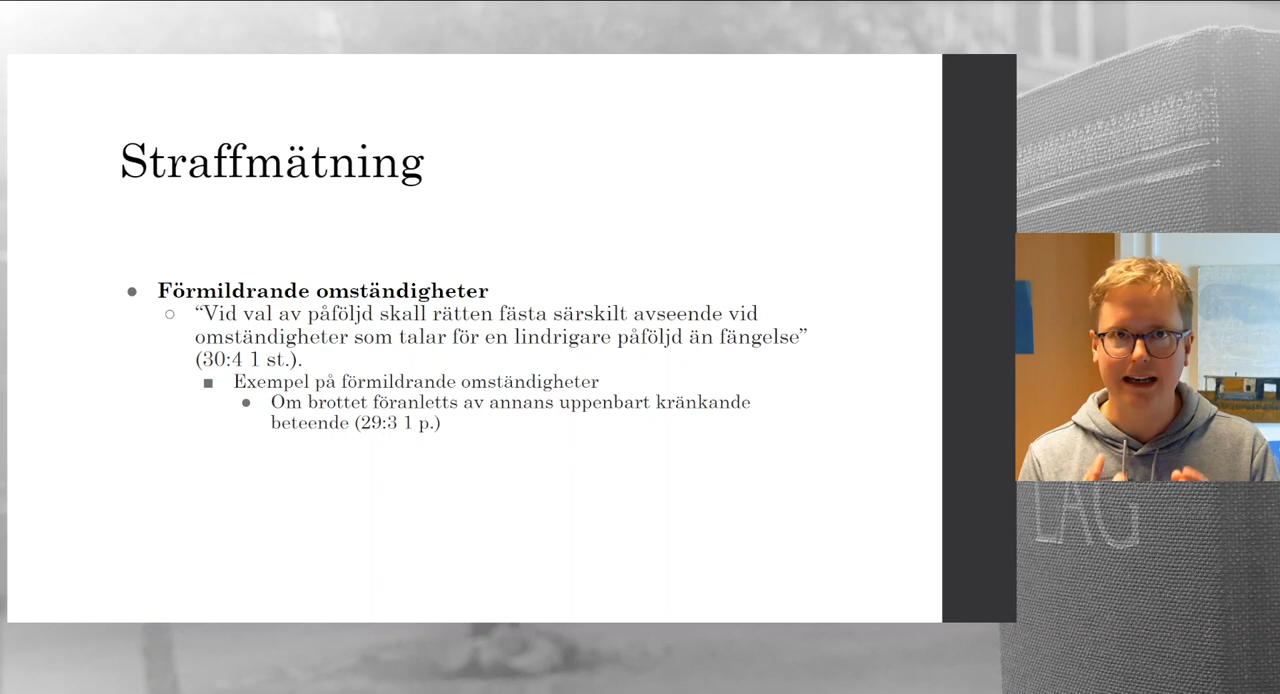 Straffmätning
● Förmildrande omständigheter
○ “Vid val av påföljd skall rätten fästa särskilt avseende vid
omständigheter som talar för en lindrigare påföljd än fängelse”
(30:4 1 st.).
■ Exempel på förmildrande omständigheter
● Om brottet föranletts av annans uppenbart kränkande
beteende (29:3 1 p.)
LAG